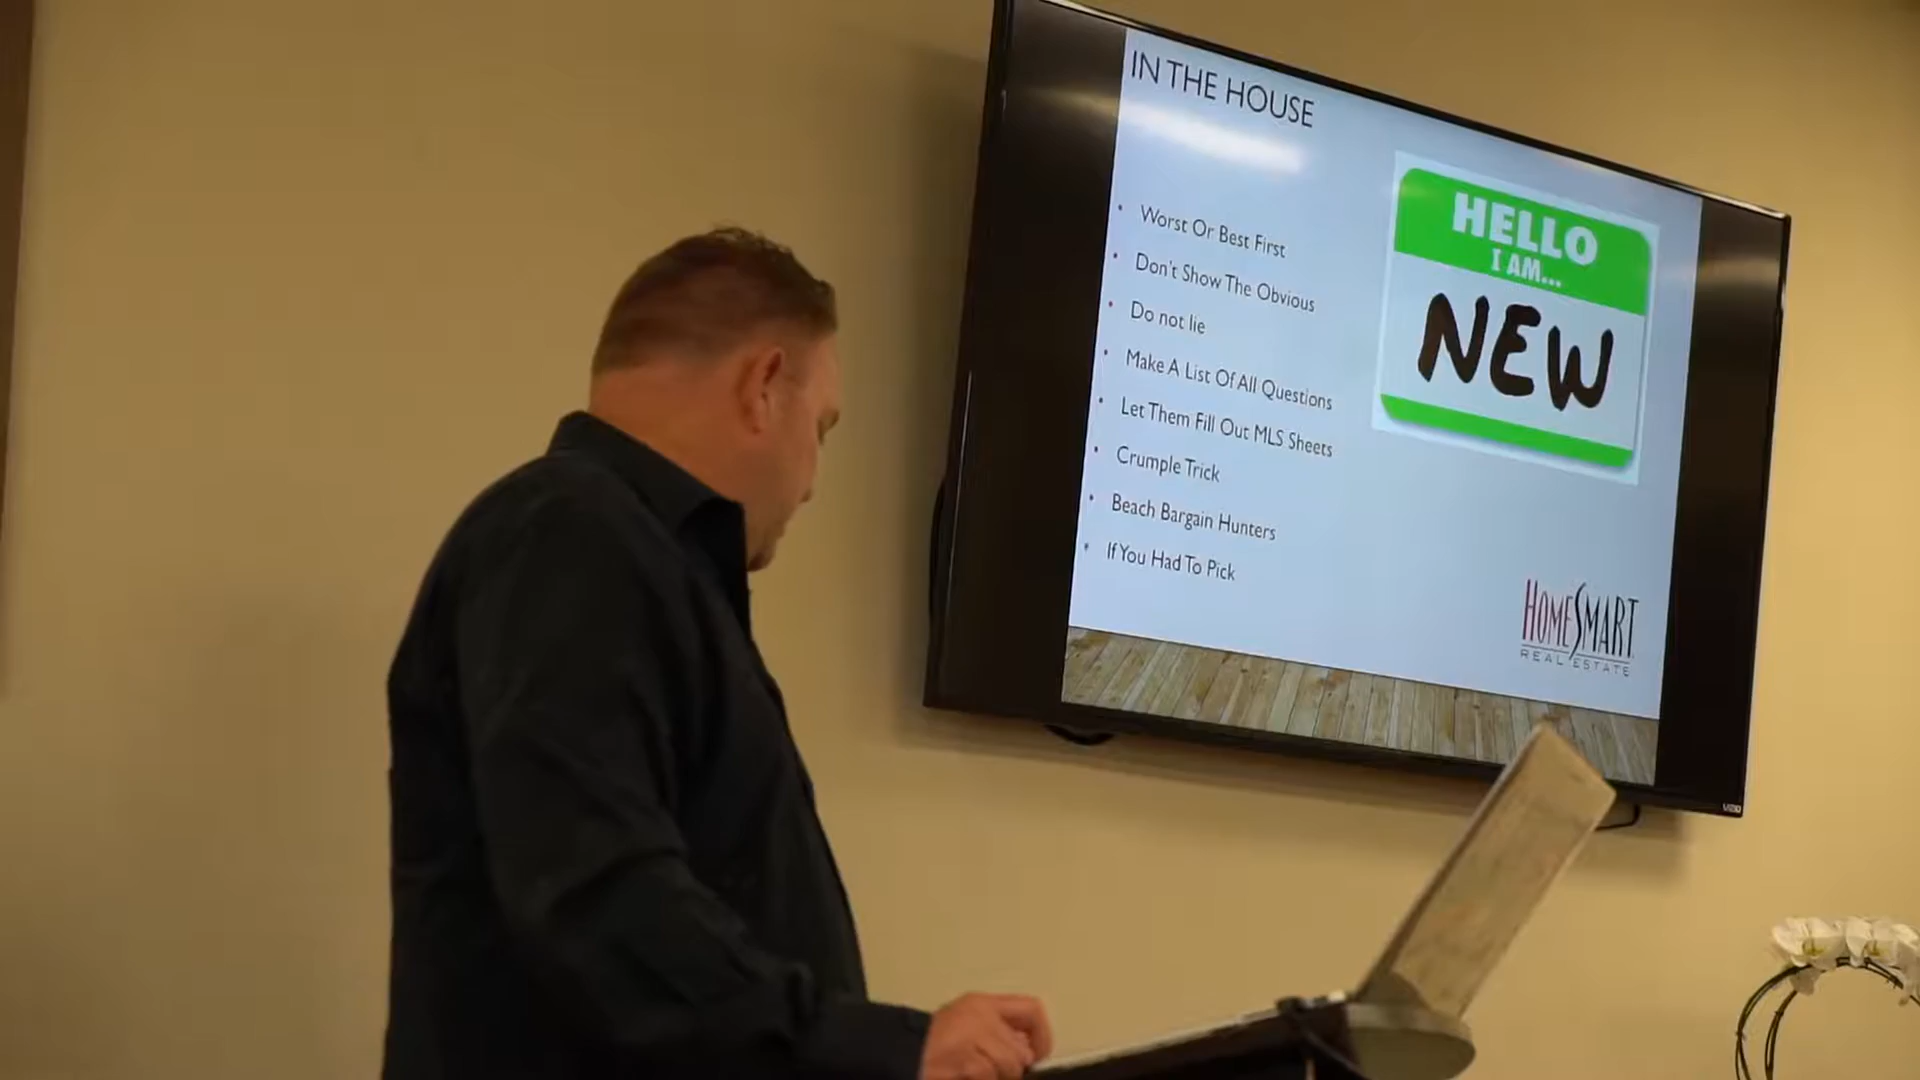 IN THE HOUSE
Worst Or Best First
Don't Show The Obvious
Do not lie
Make A List Of All Questions
Let Them Fill Out MLS Sheets
Crumple Trick
Beach Bargain Hunters
If You Had To Pick
HELLO
I AM...
NEW
HOMESMART
REAL ESTATE
VIZIO